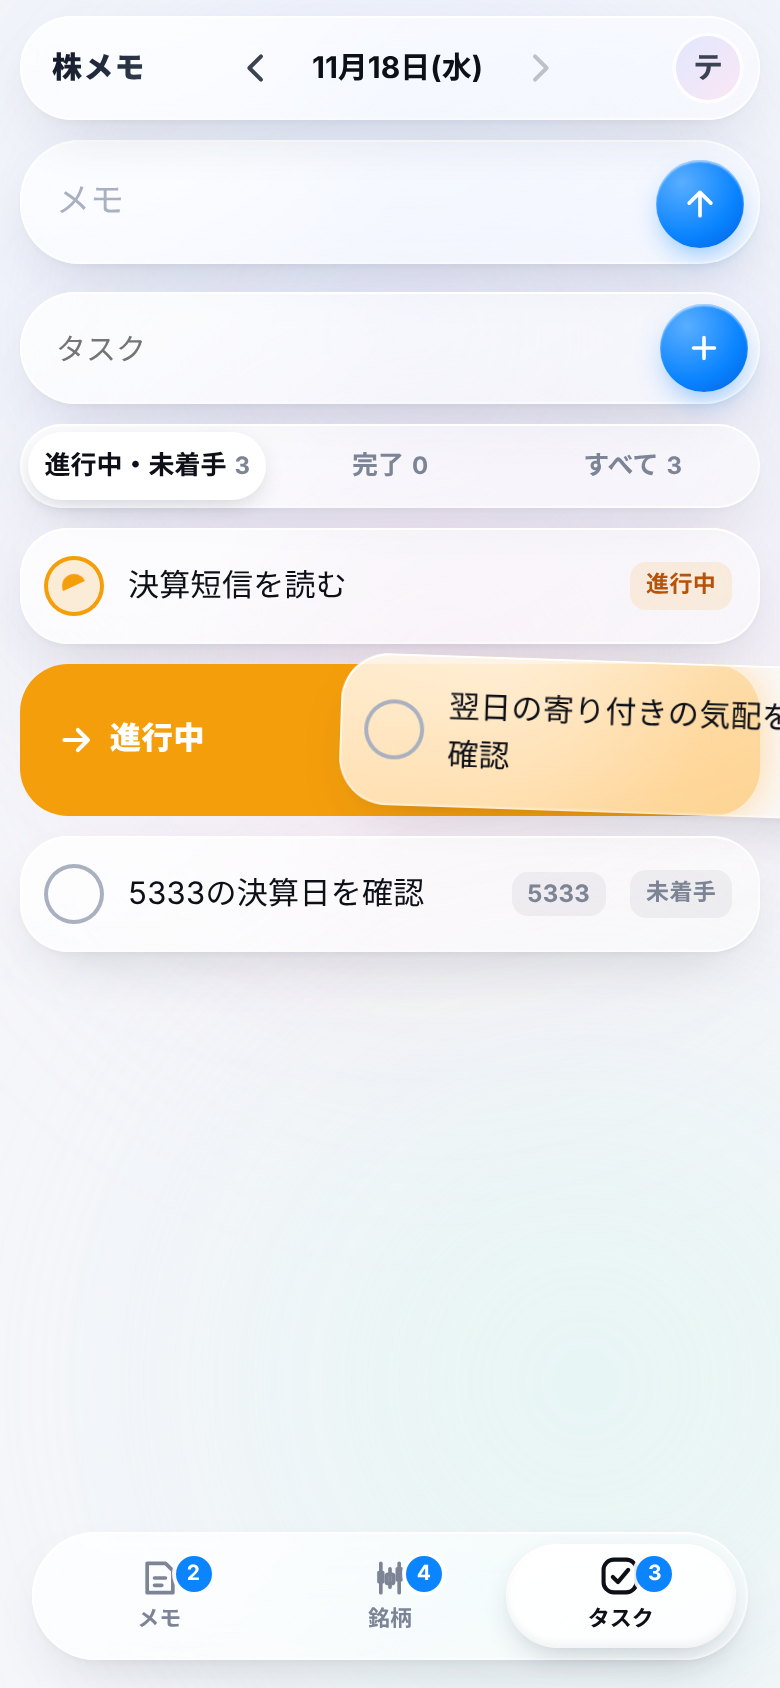 株メモ
11月18日(水)
テ
メモ
タスク
進行中・未着手 3
完了 0
すべて 3
決算短信を読む
進行中
進行中
翌日の寄り付きの気配を
確認
5333の決算日を確認
5333
未着手
2
メモ
4
銘柄
3
タスク